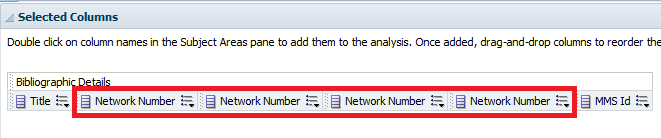 Selected Columns
Double click on column names in the Subject Areas pane to add them to the analysis. Once added, drag-and-drop columns to reorder the
Bibliographic Details
Title Network Number Network Number Network Number Network Number MMS Id